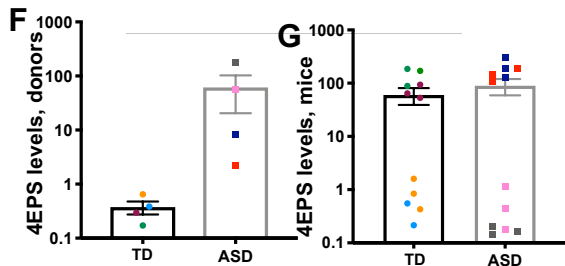 F
4EPS levels, donors
1000
100
10
1
0.1
TD
ASD
G
4EPS levels, mice
1000
100
10
1
0.1
TD
ASD